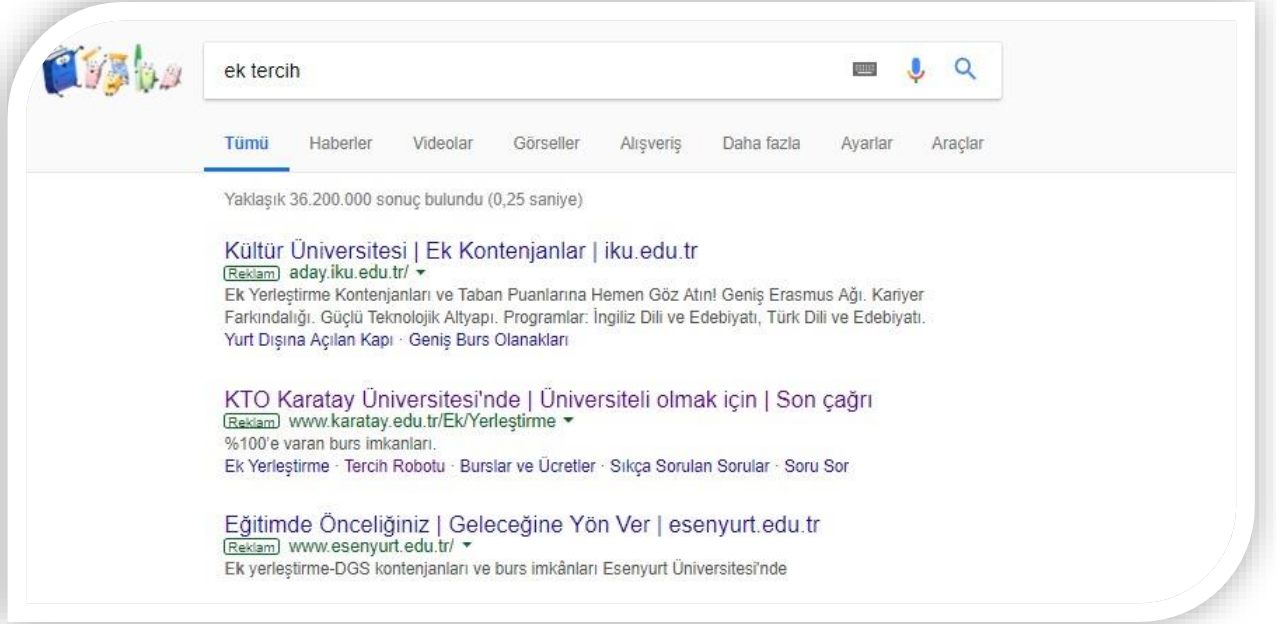 ek tercih
Tümü Haberler Videolar Görseller Alışveriş Daha fazla Ayarlar Araçlar
Yaklaşık 36.200.000 sonuç bulundu (0,25 saniye)
Kültür Üniversitesi | Ek Kontenjanlar | iku.edu.tr
Reklam aday.iku.edu.tr/
Ek Yerleştirme Kontenjanları ve Taban Puanlarına Hemen Göz Atın! Geniş Erasmus Ağı. Kariyer
Farkındalığı. Güçlü Teknolojik Altyapı. Programlar: İngiliz Dili ve Edebiyatı, Türk Dili ve Edebiyatı.
Yurt Dışına Açılan Kapı · Geniş Burs Olanakları
KTO Karatay Üniversitesi'nde | Üniversiteli olmak için | Son çağrı
Reklam www.karatay.edu.tr/Ek/Yerleştirme
%100'e varan burs imkanları.
Ek Yerleştirme · Tercih Robotu · Burslar ve Ücretler · Sıkça Sorulan Sorular · Soru Sor
Eğitimde Önceliğiniz | Geleceğine Yön Ver | esenyurt.edu.tr
Reklam www.esenyurt.edu.tr/
Ek yerleştirme-DGS kontenjanları ve burs imkânları Esenyurt Üniversitesi'nde